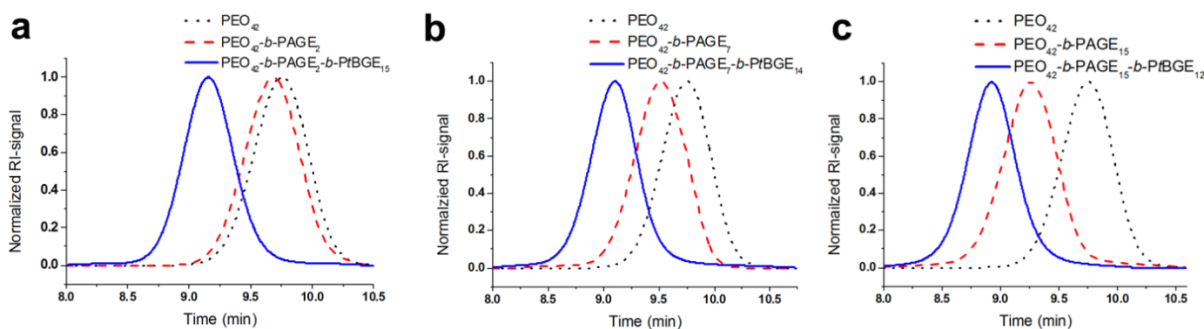 a
PEO₄₂
PEO₄₂-b-PAGE₂
PEO₄₂-b-PAGE₂-b-PtBGE₁₅
Normailzed RI-signal
1.0
0.8
0.6
0.4
0.2
0.0
8.0 8.5 9.0 9.5 10.0 10.5
Time (min)
b
PEO₄₂
PEO₄₂-b-PAGE₇
PEO₄₂-b-PAGE₇-b-PtBGE₁₄
Normalzied RI-signal
1.0
0.8
0.6
0.4
0.2
0.0
8.0 8.5 9.0 9.5 10.0 10.5
Time (min)
c
PEO₄₂
PEO₄₂-b-PAGE₁₅
PEO₄₂-b-PAGE₁₅-b-PtBGE₁₂
Normalized RI-signal
1.0
0.8
0.6
0.4
0.2
0.0
8.0 8.5 9.0 9.5 10.0 10.5
Time (min)